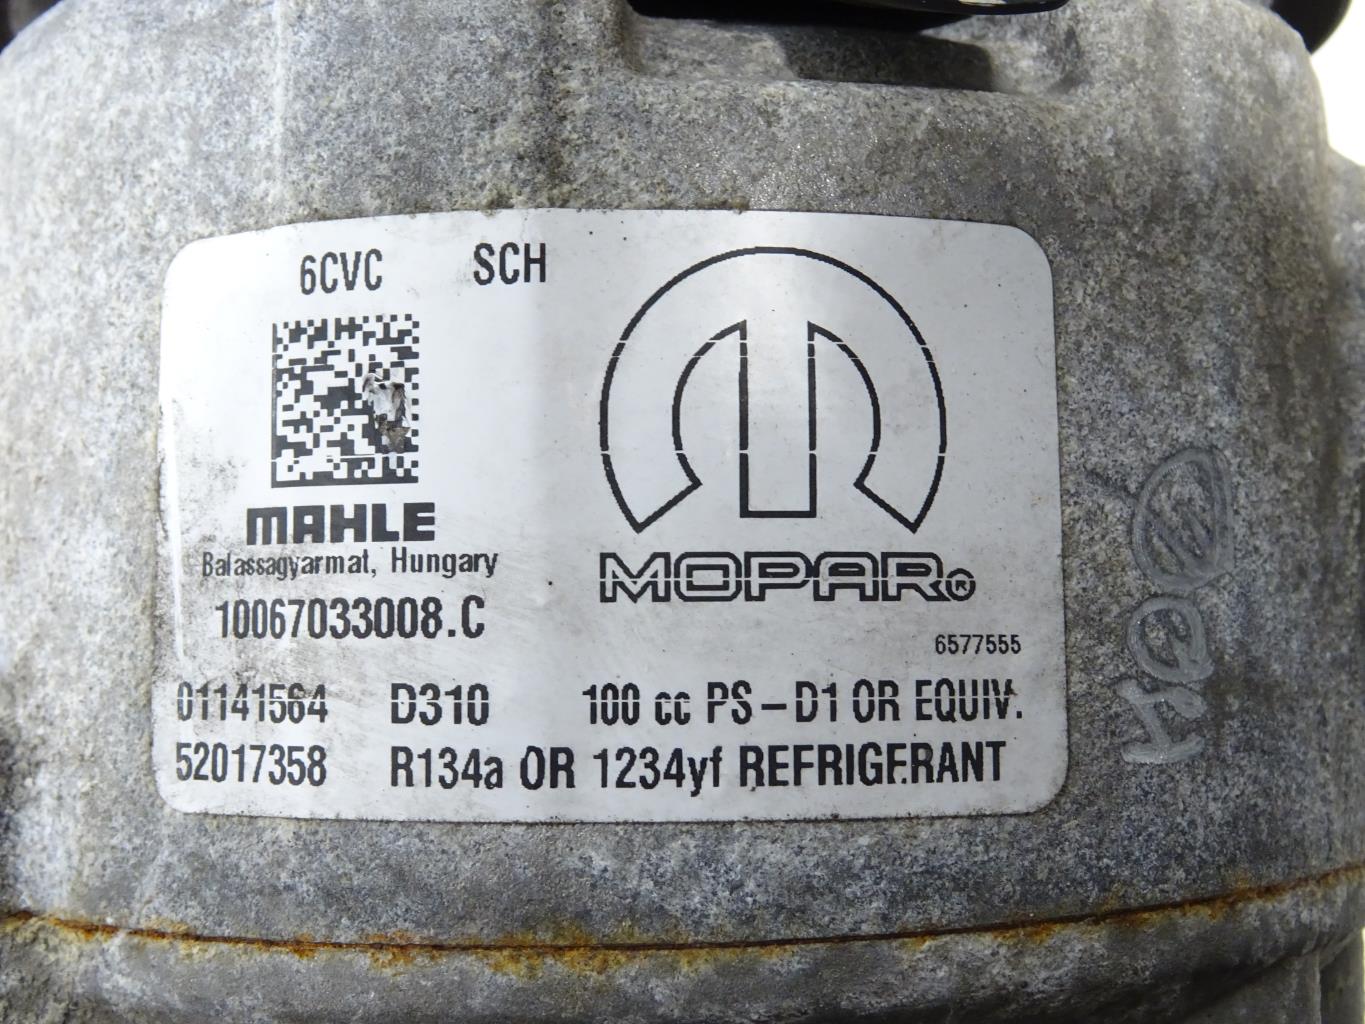 6CVC SCH
MAHLE
Balassagyarmat, Hungary
10067033008.C
MOPAR®
6577555
01141564 D310 100 cc PS-D1 OR EQUIV.
52017358 R134a OR 1234yf REFRIGERANT